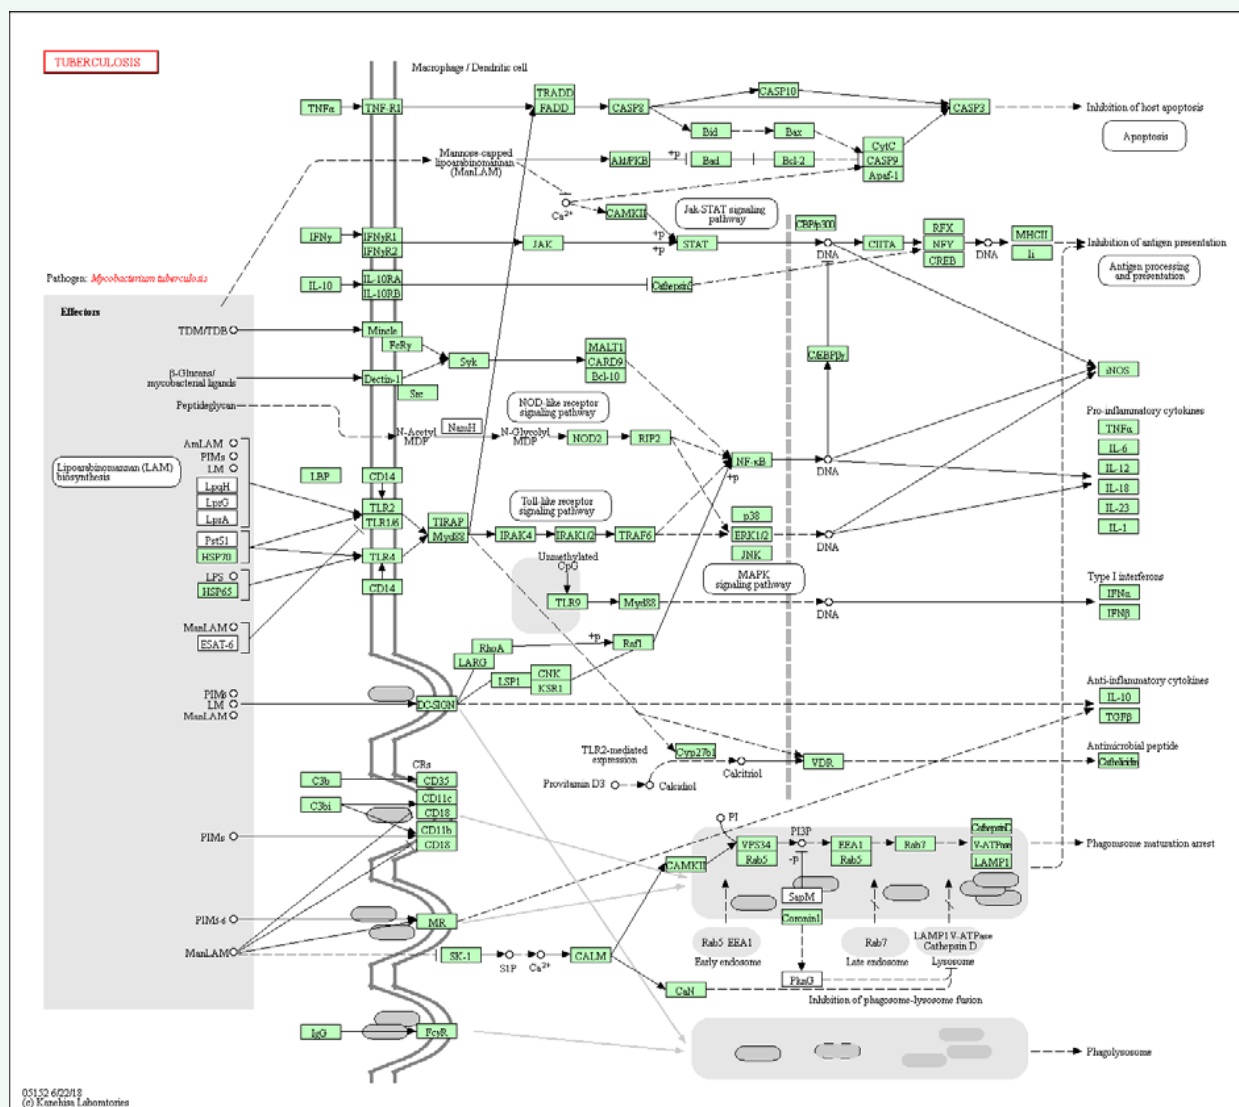 TUBERCULOSIS
Macrophage / Dendritic cell
TNFα
TNF-R1
TRADD
FADD
CASP8
CASP10
CASP3
Inhibition of host apoptosis
Apoptosis
Bid
Bax
CytC
CASP9
Apaf-1
Mannose-capped
lipoarabinomannan
(ManLAM)
Akt/PKB
+p
Bad
Bcl-2
Ca2+
CAMKII
Jak-STAT signaling
pathway
CBP/p300
IFNγ
IFNγR1
IFNγR2
JAK
+p
+p
STAT
DNA
CIITA
RFX
NFY
CREB
DNA
MHCII
Ii
Inhibition of antigen presentation
Antigen processing
and presentation
Pathogen: Mycobacterium tuberculosis
IL-10
IL-10RA
IL-10RB
CathepsinS
Effectors
TDM/TDB
Mincle
FcRγ
Syk
MALT1
CARD9
Bcl-10
C/EBPβγ
iNOS
β-Glucans/
mycobacterial ligands
Dectin-1
Src
Peptideglycan
N-Acetyl
MDP
NamH
N-Glycolyl
MDP
NOD-like receptor
signaling pathway
NOD2
RIP2
NF-κB
+p
DNA
Pro-inflammatory cytokines
TNFα
IL-6
IL-12
IL-18
IL-23
IL-1
AmLAM
PIMs
LM
Lipoarabinomannan (LAM)
biosynthesis
LpqH
LprG
LprA
PstS1
HSP70
LPS
HSP65
ManLAM
ESAT-6
LBP
CD14
TLR2
TLR1/6
TLR4
CD14
TIRAP
Myd88
Toll-like receptor
signaling pathway
IRAK4
IRAK1/2
TRAF6
p38
ERK1/2
JNK
DNA
MAPK
signaling pathway
Unmethylated
CpG
TLR9
Myd88
DNA
Type I interferons
IFNα
IFNβ
RhoA
+p
Raf1
LARG
LSP1
CNK
KSR1
PIMs
LM
ManLAM
DC-SIGN
Anti-inflammatory cytokines
IL-10
TGFβ
TLR2-mediated
expression
Cyp27b1
Provitamin D3
Calcidiol
Calcitriol
VDR
Antimicrobial peptide
Cathelicidin
CRs
C3b
CD35
C3bi
CD11c
CD18
PIMs
CD11b
CD18
PI
VPS34
Rab5
PI3P
-p
EEA1
Rab5
Rab7
CathepsinD
V-ATPase
LAMP1
Phagomsome maturation arrest
CAMKII
SapM
Coronin1
PIMs 6
MR
Rab5 EEA1
Early endosome
Rab7
Late endosome
LAMP1V-ATPase
Cathepsin D
Lysosome
ManLAM
SK-1
S1P
Ca2+
CALM
PknG
CaN
Inhibition of phagosome-lysosome fusion
IgG
FcγR
Phagolysosome
05152 6/22/18
(c) Kanehisa Laboratories